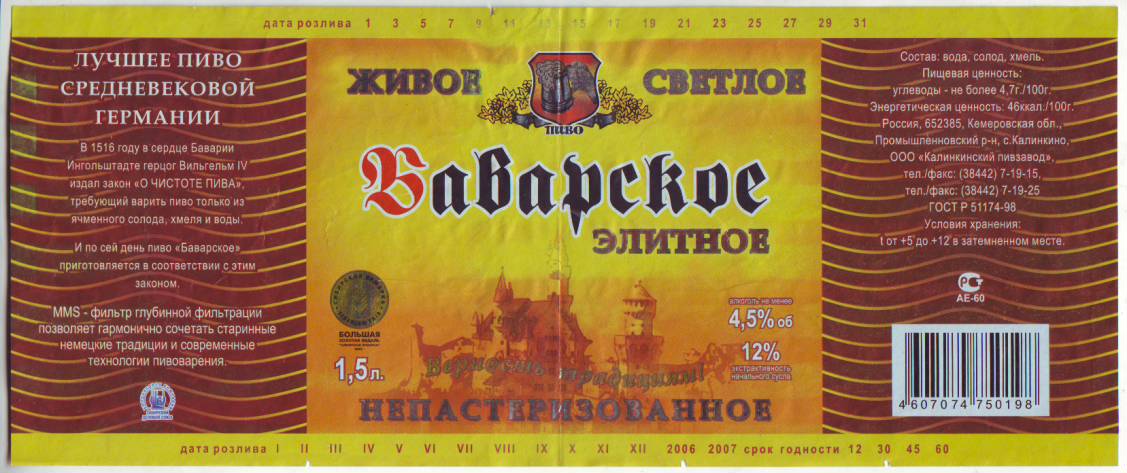 дата розлива 1 3 5 7 9 11 13 15 17 19 21 23 25 27 29 31
ЛУЧШЕЕ ПИВО
СРЕДНЕВЕКОВОЙ
ГЕРМАНИИ
В 1516 году в сердце Баварии
Ингольштадте герцог Вильгельм IV
издал закон «О ЧИСТОТЕ ПИВА»,
требующий варить пиво только из
ячменного солода, хмеля и воды.
И по сей день пиво «Баварское»
приготовляется в соответствии с этим
законом.
MMS - фильтр глубинной фильтрации
позволяет гармонично сочетать старинные
немецкие традиции и современные
технологии пивоварения.
ЖИВОЕ СВЕТЛОЕ
ПИВО
Баварское
ЭЛИТНОЕ
БОЛЬШАЯ
ЗОЛОТАЯ МЕДАЛЬ
1,5л.
алкоголь не менее
4,5% об
12%
экстрактивность
начального сусла
Верность традициям!
НЕПАСТЕРИЗОВАННОЕ
Состав: вода, солод, хмель.
Пищевая ценность:
углеводы - не более 4,7г./100г.
Энергетическая ценность: 46ккал./100г.
Россия, 652385, Кемеровская обл.,
Промышленновский р-н, с.Калинкино,
ООО «Калинкинский пивзавод»,
тел./факс: (38442) 7-19-15,
тел./факс: (38442) 7-19-25
ГОСТ Р 51174-98
Условия хранения:
t от +5 до +12 в затемненном месте.
АЕ-60
4 607074 750198
дата розлива I II III IV V VI VII VIII IX X XI XII 2006 2007 срок годности 12 30 45 60